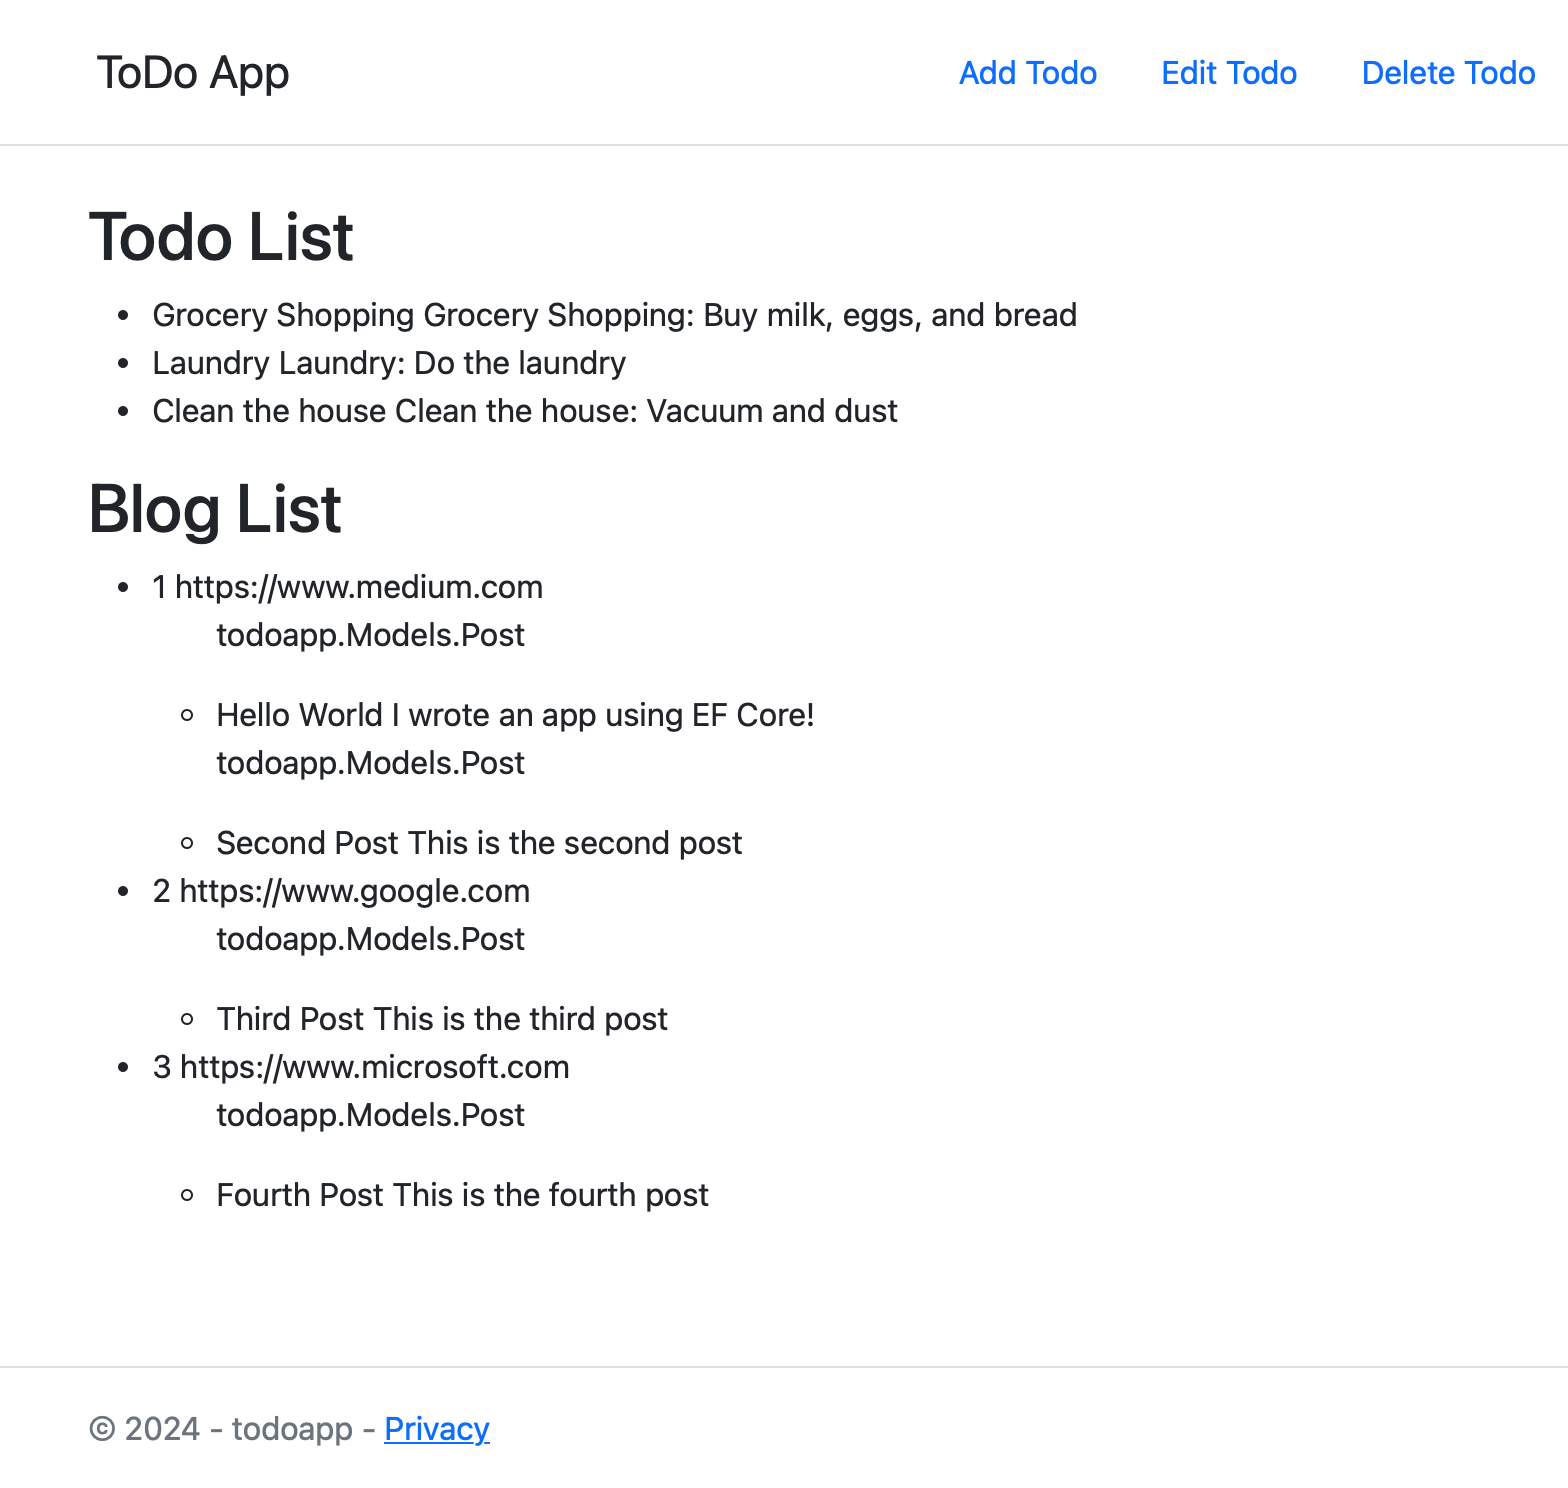 ToDo App
Add Todo Edit Todo Delete Todo
Todo List
Grocery Shopping Grocery Shopping: Buy milk, eggs, and bread
Laundry Laundry: Do the laundry
Clean the house Clean the house: Vacuum and dust
Blog List
1 https://www.medium.com
todoapp.Models.Post
Hello World I wrote an app using EF Core!
todoapp.Models.Post
Second Post This is the second post
2 https://www.google.com
todoapp.Models.Post
Third Post This is the third post
3 https://www.microsoft.com
todoapp.Models.Post
Fourth Post This is the fourth post
© 2024 - todoapp - Privacy